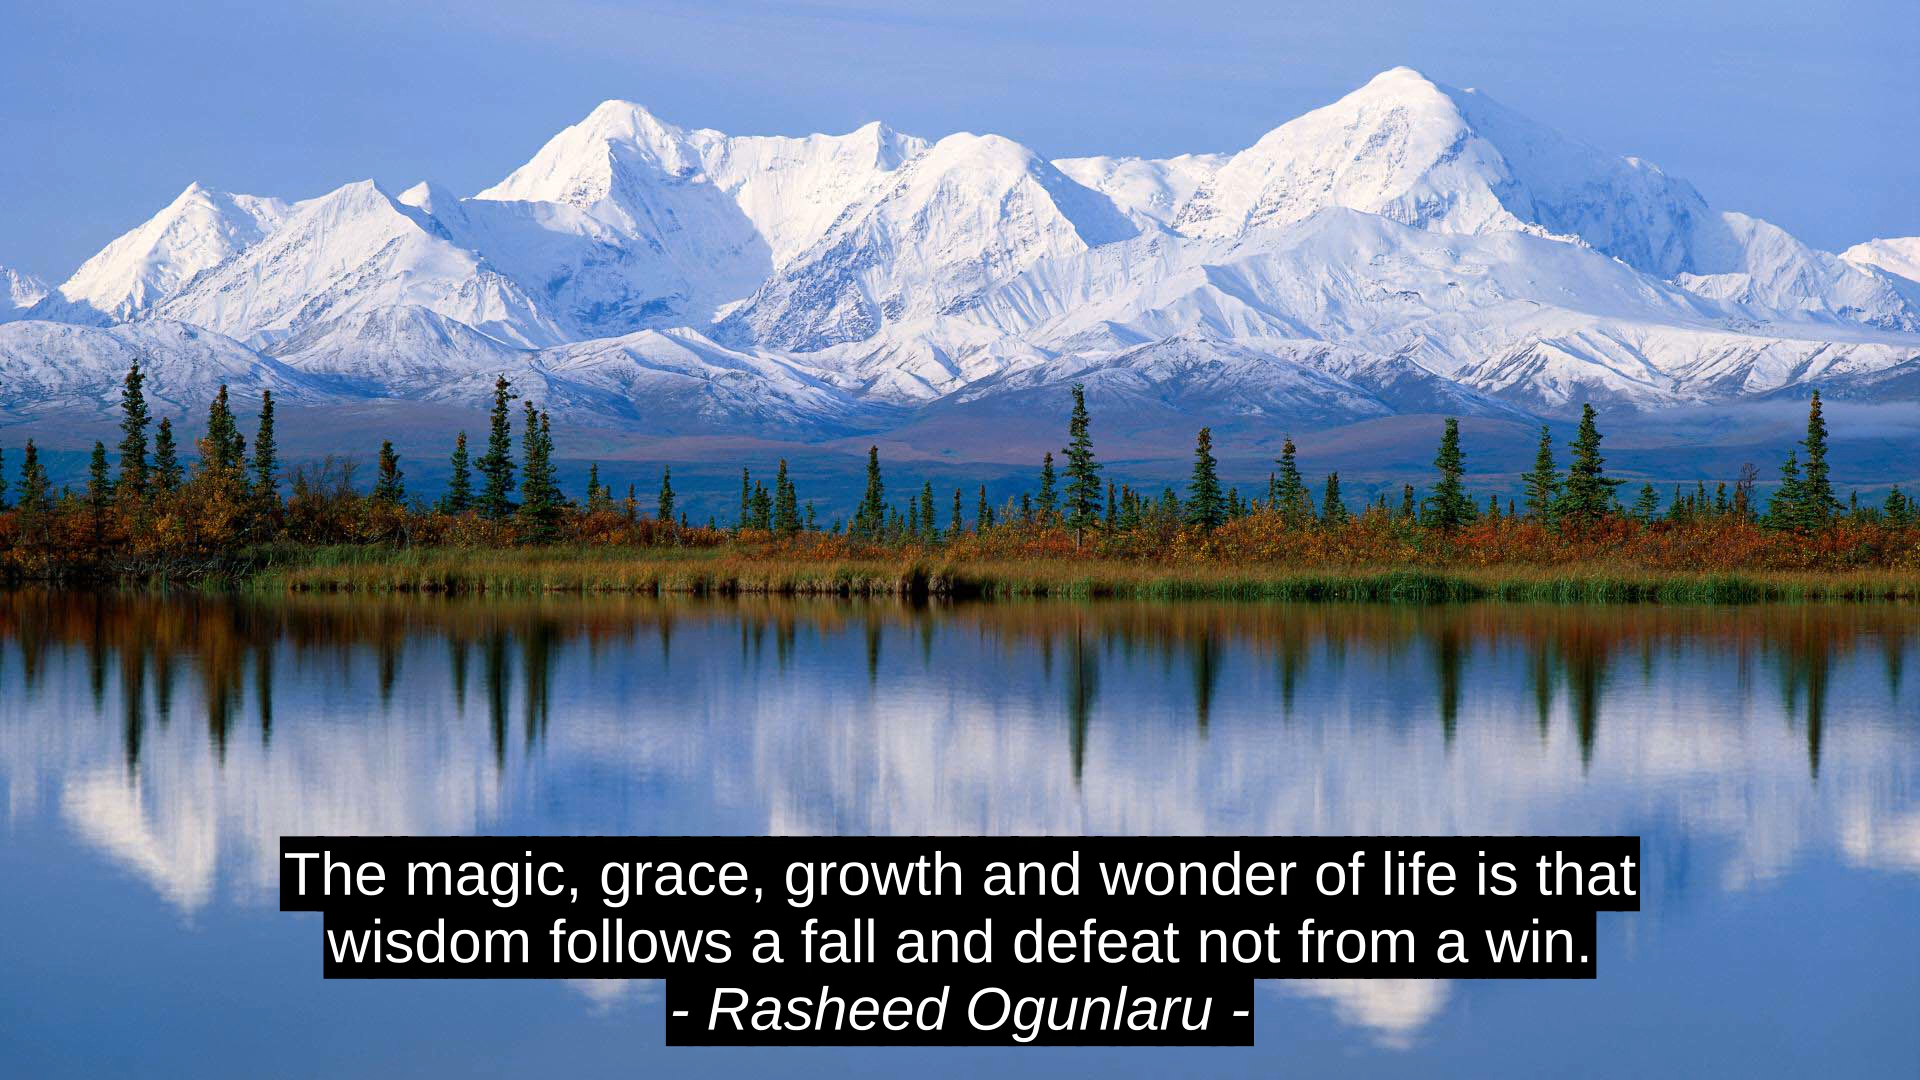 The magic, grace, growth and wonder of life is that
wisdom follows a fall and defeat not from a win.
- Rasheed Ogunlaru -